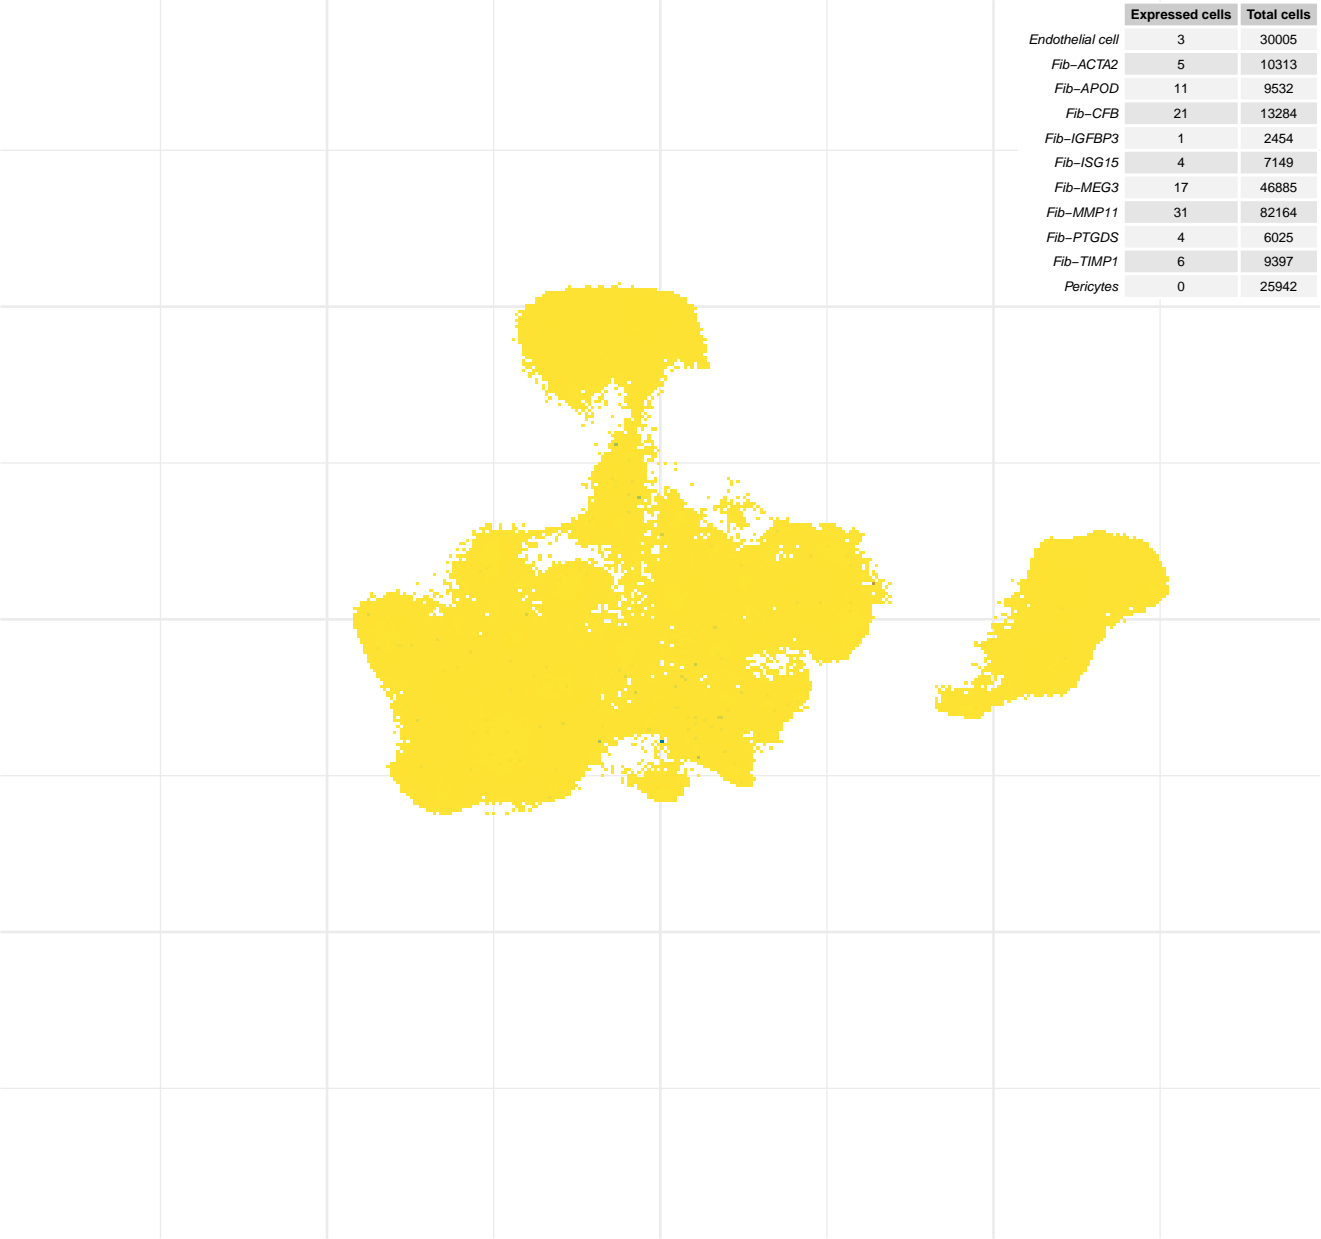 Expressed cells Total cells
Endothelial cell 3 30005
Fib−ACTA2 5 10313
Fib−APOD 11 9532
Fib−CFB 21 13284
Fib−IGFBP3 1 2454
Fib−ISG15 4 7149
Fib−MEG3 17 46885
Fib−MMP11 31 82164
Fib−PTGDS 4 6025
Fib−TIMP1 6 9397
Pericytes 0 25942